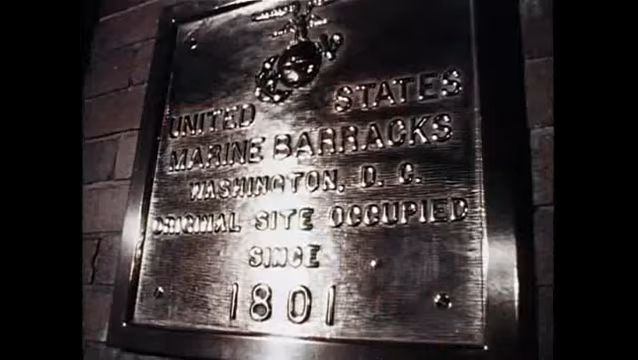 UNITED STATES
MARINE BARRACKS
WASHINGTON, D. C.
ORIGINAL SITE OCCUPIED
SINCE
1801